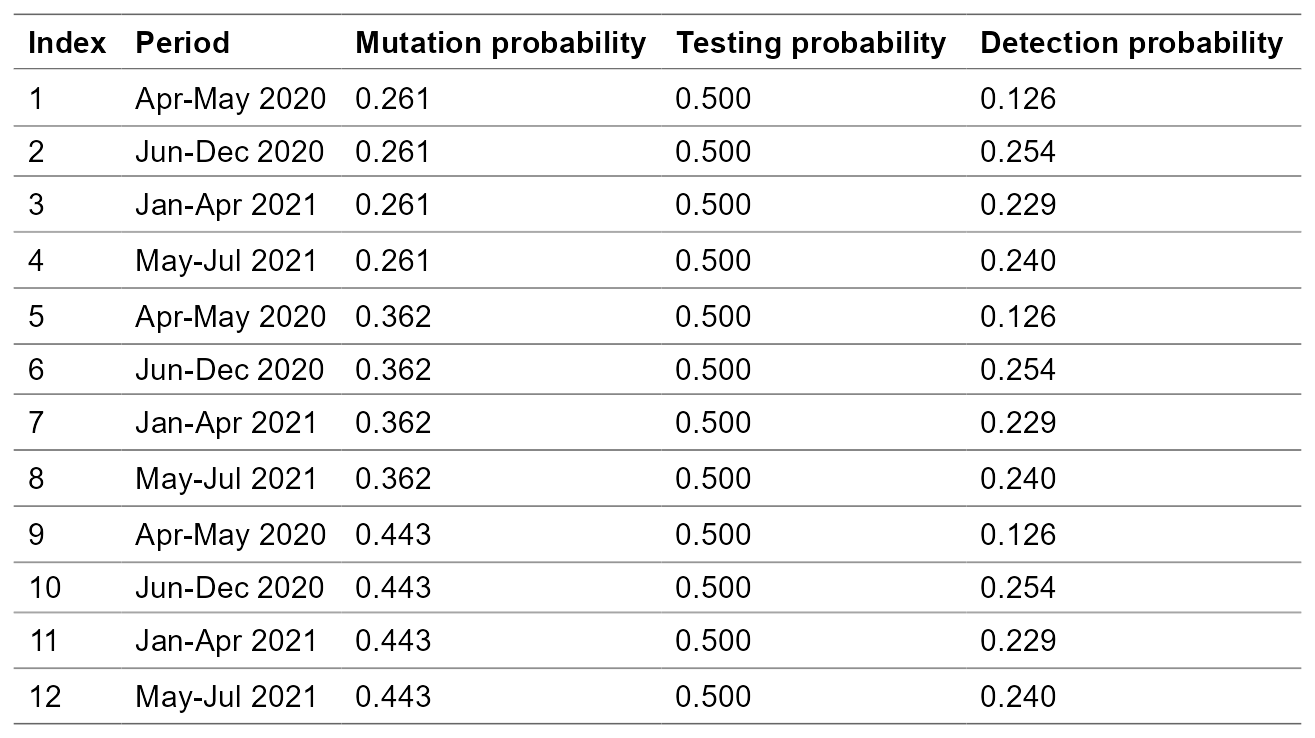 Index Period Mutation probability Testing probability Detection probability
1 Apr-May 2020 0.261 0.500 0.126
2 Jun-Dec 2020 0.261 0.500 0.254
3 Jan-Apr 2021 0.261 0.500 0.229
4 May-Jul 2021 0.261 0.500 0.240
5 Apr-May 2020 0.362 0.500 0.126
6 Jun-Dec 2020 0.362 0.500 0.254
7 Jan-Apr 2021 0.362 0.500 0.229
8 May-Jul 2021 0.362 0.500 0.240
9 Apr-May 2020 0.443 0.500 0.126
10 Jun-Dec 2020 0.443 0.500 0.254
11 Jan-Apr 2021 0.443 0.500 0.229
12 May-Jul 2021 0.443 0.500 0.240